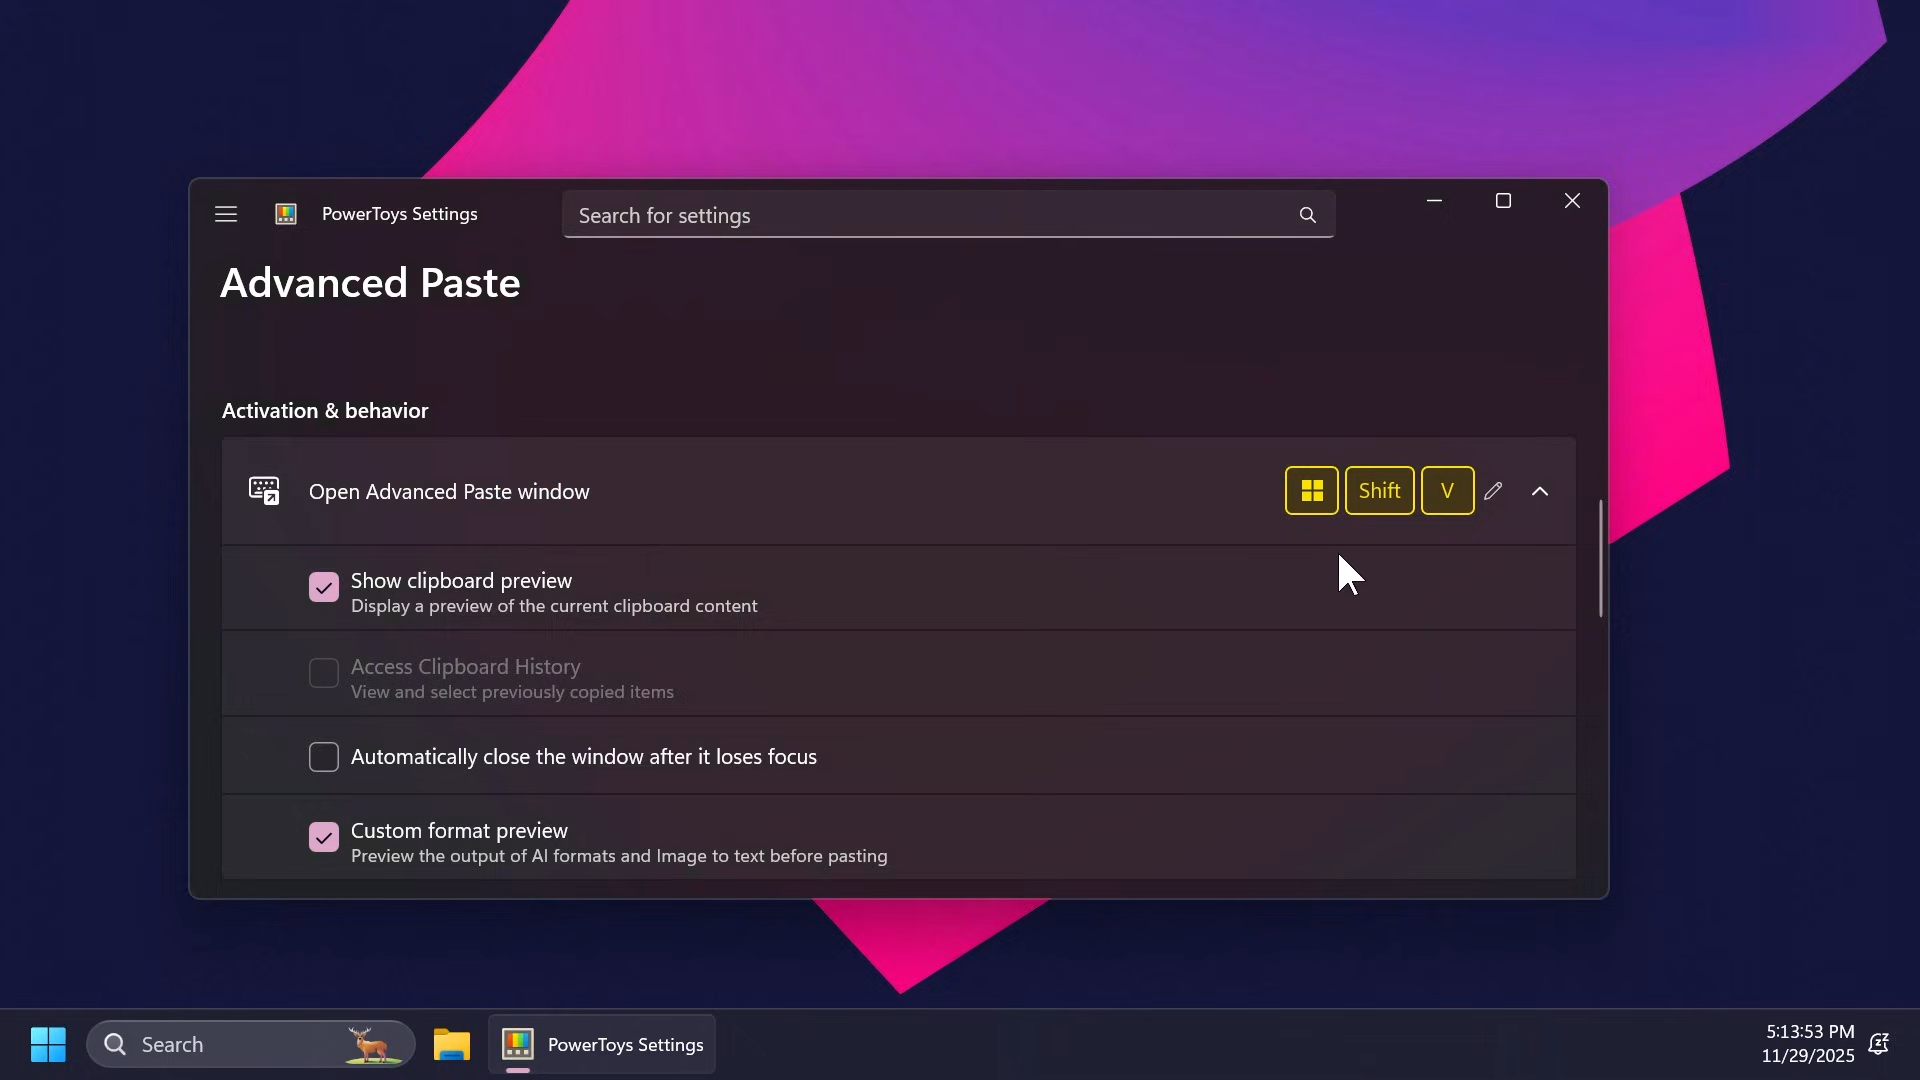 PowerToys Settings
Search for settings
Advanced Paste
Activation & behavior
Open Advanced Paste window
Shift
V
Show clipboard preview
Display a preview of the current clipboard content
Access Clipboard History
View and select previously copied items
Automatically close the window after it loses focus
Custom format preview
Preview the output of AI formats and Image to text before pasting
Search
PowerToys Settings
5:13:53 PM
11/29/2025